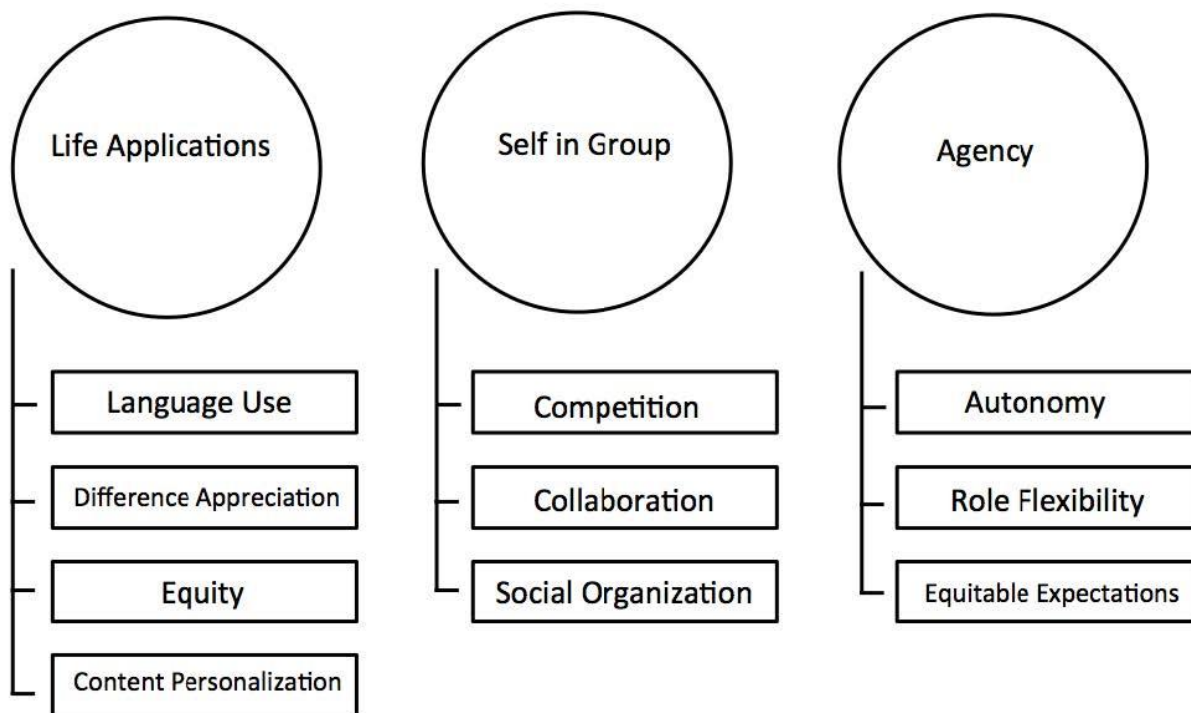 Life Applications
Language Use
Difference Appreciation
Equity
Content Personalization
Self in Group
Competition
Collaboration
Social Organization
Agency
Autonomy
Role Flexibility
Equitable Expectations